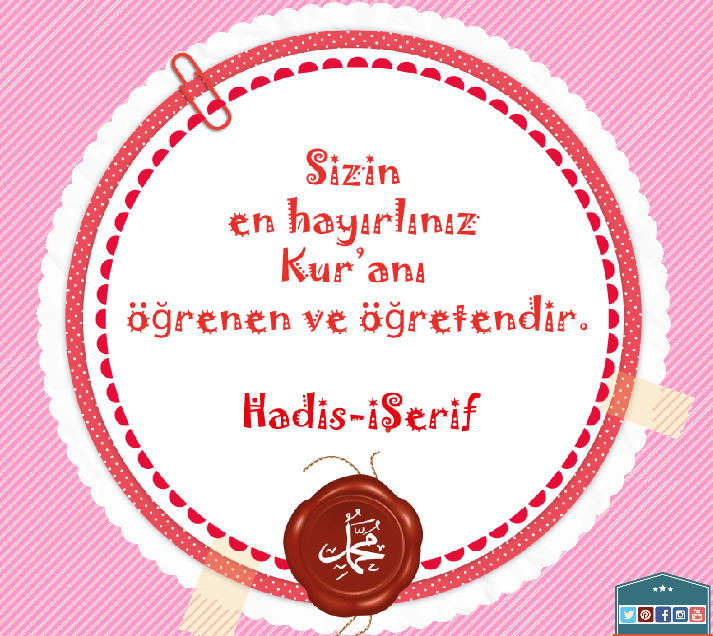 Sizin
en hayırlınız
Kur'anı
öğrenen ve öğretendir.
Hadis-iŞerif
محمد